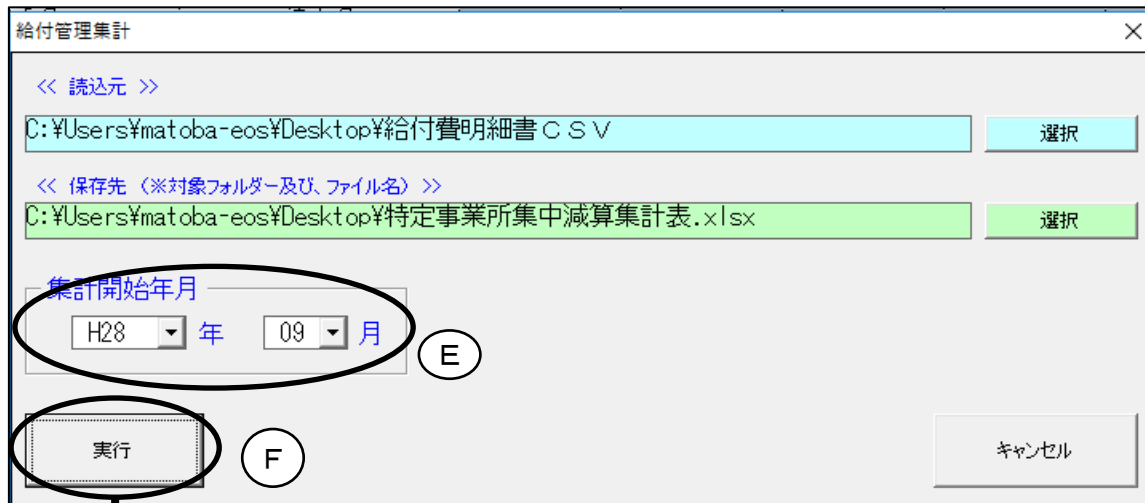 給付管理集計
<< 読込元 >>
C:¥Users¥matoba-eos¥Desktop¥給付費明細書ＣＳＶ
選択
<< 保存先（※対象フォルダー及び、ファイル名）>>
C:¥Users¥matoba-eos¥Desktop¥特定事業所集中減算集計表.xlsx
選択
集計開始年月
H28 年 09 月
E
実行
F
キャンセル